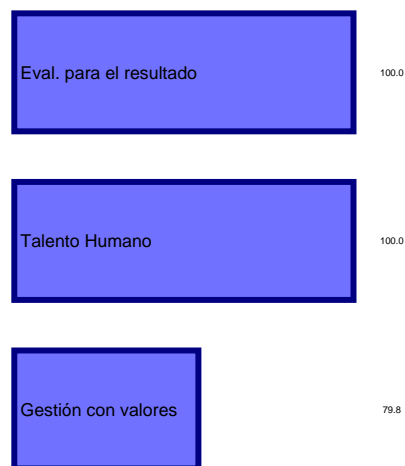 Eval. para el resultado 100.0
Talento Humano 100.0
Gestión con valores 79.8